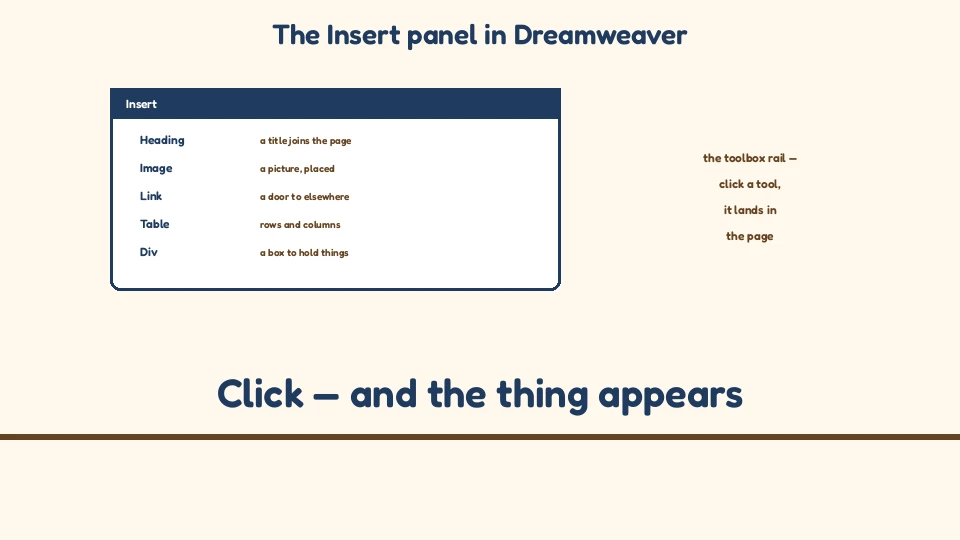 The Insert panel in Dreamweaver
Insert
Heading a title joins the page
Image a picture, placed
Link a door to elsewhere
Table rows and columns
Div a box to hold things
the toolbox rail —
click a tool,
it lands in
the page
Click — and the thing appears